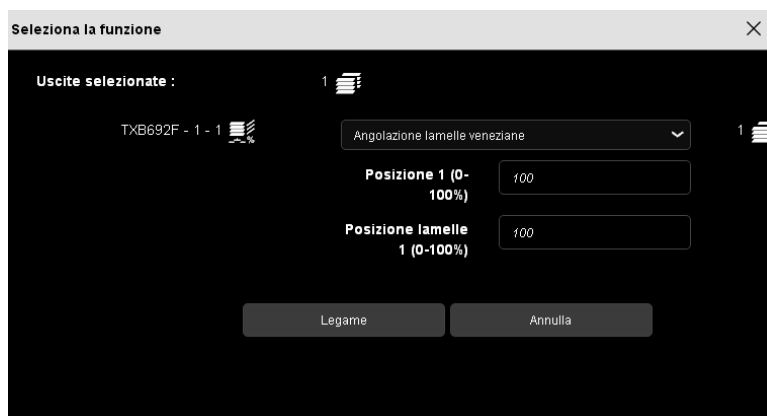 Seleziona la funzione
Uscite selezionate : 1
TXB692F - 1 - 1 Angolazione lamelle veneziane 1
Posizione 1 (0-
100%) 100
Posizione lamelle
1 (0-100%) 100
Legame Annulla